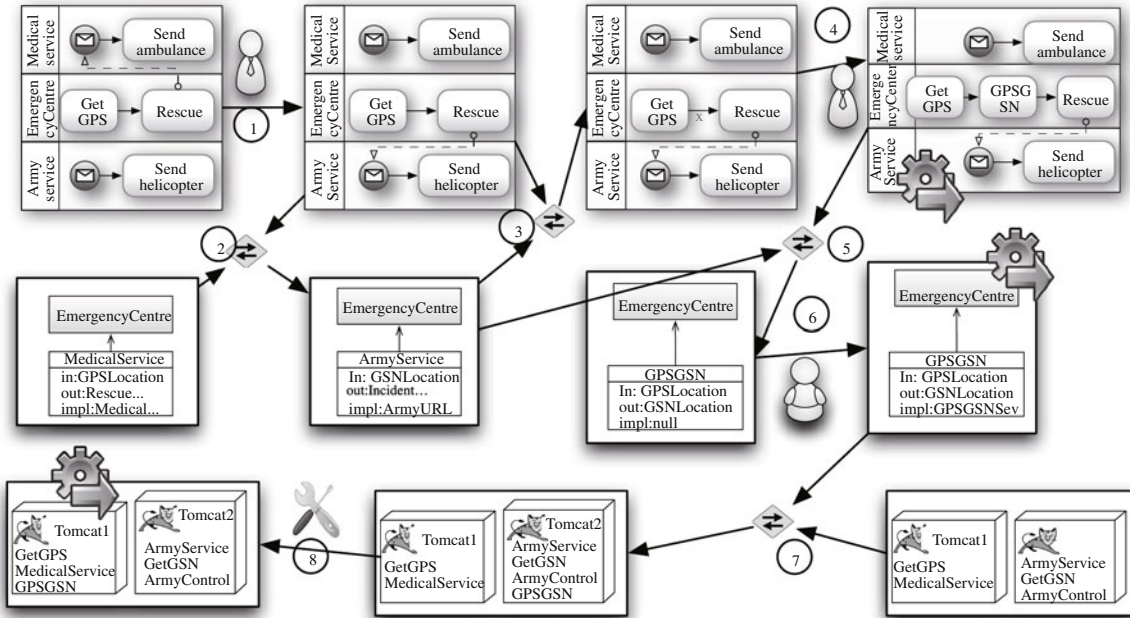 Medical
service
Send
ambulance
Emergen
cyCentre
Get
GPS
Rescue
Army
service
Send
helicopter
1
Medical
Service
Send
ambulance
Emergen
cyCentre
Get
GPS
Rescue
Army
Service
Send
helicopter
2
3
Medical
Service
Send
ambulance
Emergen
cyCentre
Get
GPS
x
Rescue
Army
Service
Send
helicopter
4
Medical
service
Send
ambulance
Emerge
ncyCenter
Get
GPS
GPSG
SN
Rescue
Army
Service
Send
helicopter
5
EmergencyCentre
MedicalService
in:GPSLocation
out:Rescue...
impl:Medical...
EmergencyCentre
ArmyService
In: GSNLocation
out:Incident...
impl:ArmyURL
EmergencyCentre
GPSGSN
In: GPSLocation
out:GSNLocation
impl:null
6
EmergencyCentre
GPSGSN
In: GPSLocation
out:GSNLocation
impl:GPSGSNSev
Tomcat1
GetGPS
MedicalService
GPSGSN
Tomcat2
ArmyService
GetGSN
ArmyControl
8
Tomcat1
GetGPS
MedicalService
Tomcat2
ArmyService
GetGSN
ArmyControl
GPSGSN
7
Tomcat1
GetGPS
MedicalService
ArmyService
GetGSN
ArmyControl